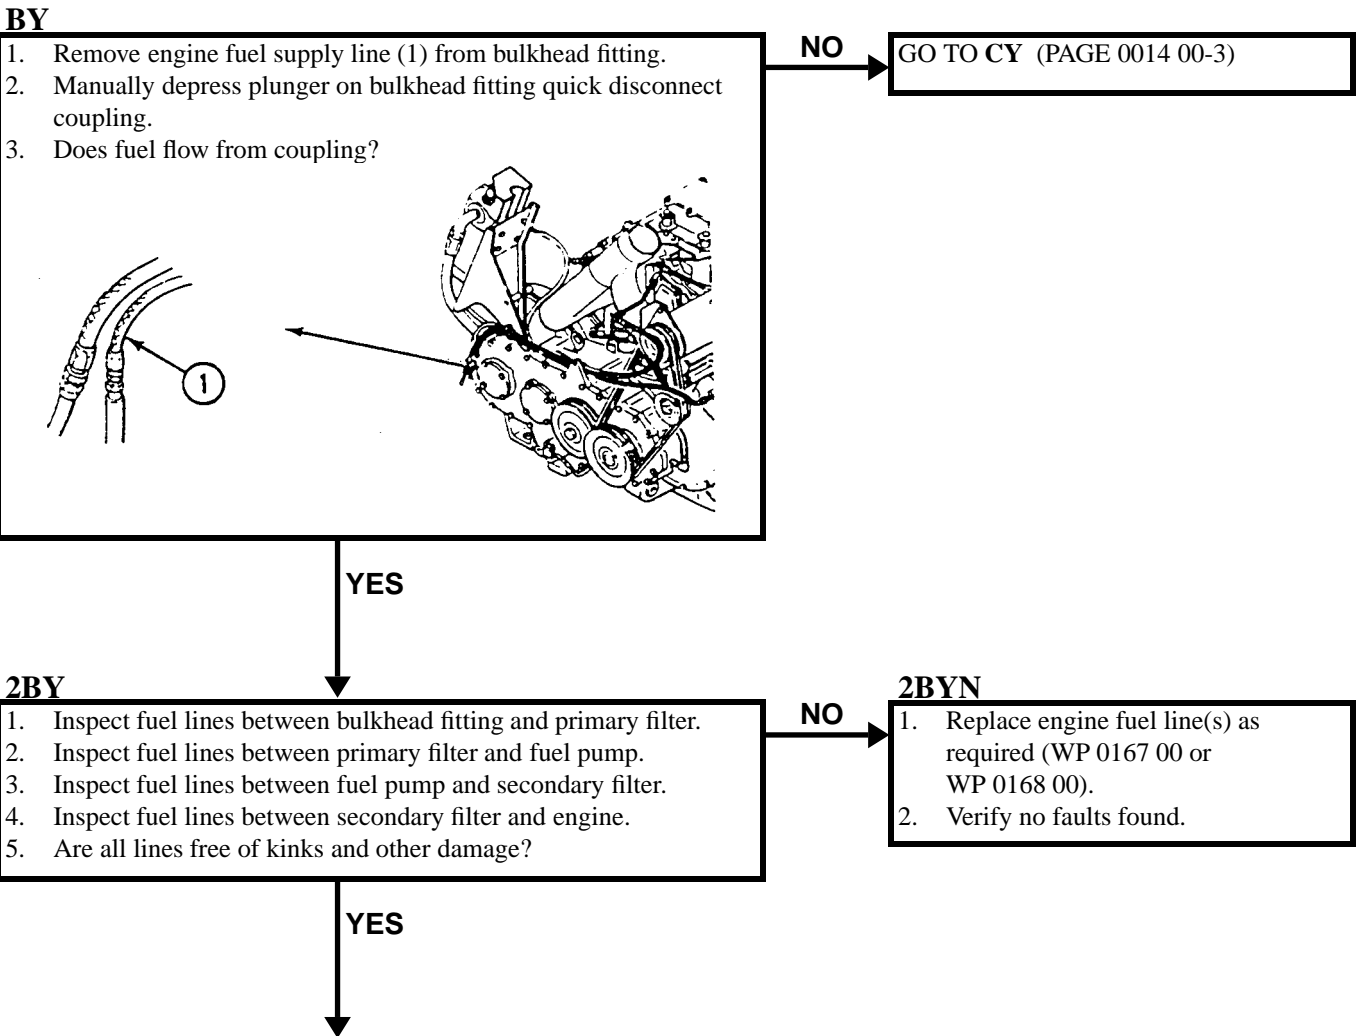 BY
1. Remove engine fuel supply line (1) from bulkhead fitting.
2. Manually depress plunger on bulkhead fitting quick disconnect
coupling.
3. Does fuel flow from coupling?
NO
GO TO CY (PAGE 0014 00-3)
1
YES
2BY
1. Inspect fuel lines between bulkhead fitting and primary filter.
2. Inspect fuel lines between primary filter and fuel pump.
3. Inspect fuel lines between fuel pump and secondary filter.
4. Inspect fuel lines between secondary filter and engine.
5. Are all lines free of kinks and other damage?
NO
2BYN
1. Replace engine fuel line(s) as
required (WP 0167 00 or
WP 0168 00).
2. Verify no faults found.
YES